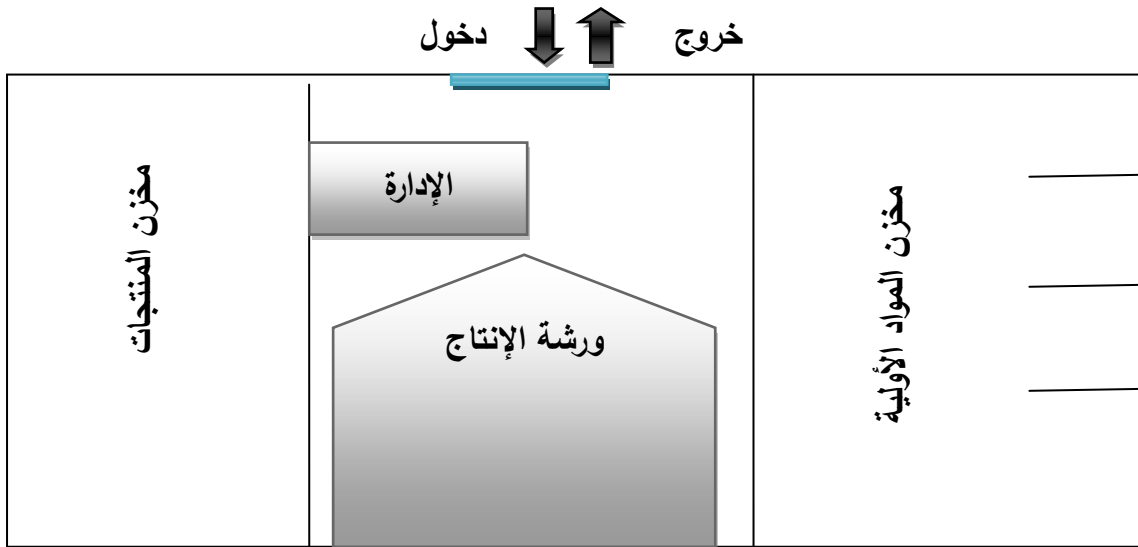 خروج
دخول
الإدارة
مخزن المنتجات
مخزن المواد الأولية
ورشة الإنتاج